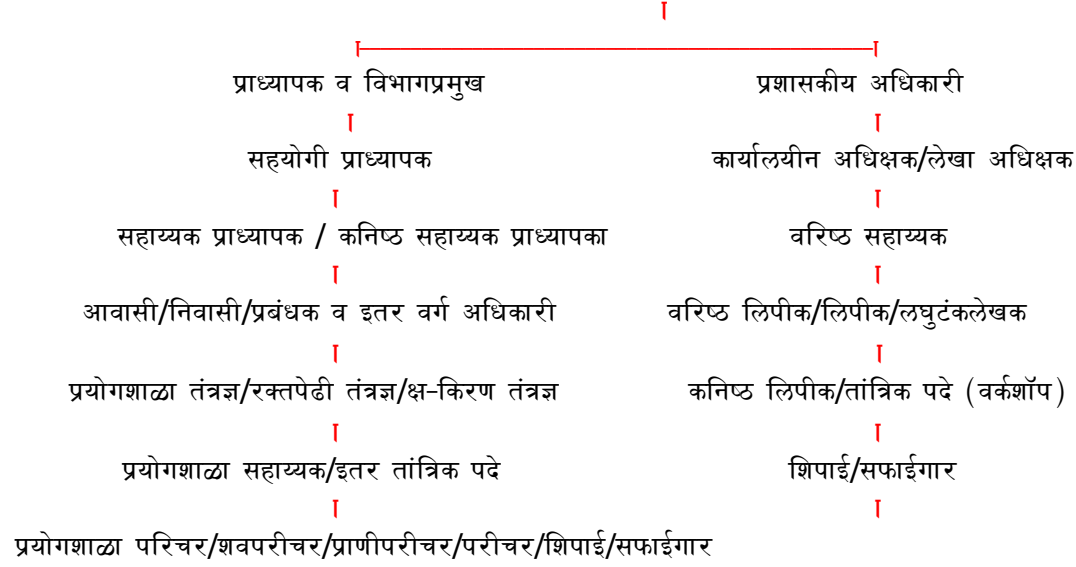 प्राध्यापक व विभागप्रमुख
प्रशासकीय अधिकारी
सहयोगी प्राध्यापक
कार्यालयीन अधिक्षक/लेखा अधिक्षक
सहाय्यक प्राध्यापक / कनिष्ठ सहाय्यक प्राध्यापका
वरिष्ठ सहाय्यक
आवासी/निवासी/प्रबंधक व इतर वर्ग अधिकारी
वरिष्ठ लिपीक/लिपीक/लघुटंकलेखक
प्रयोगशाळा तंत्रज्ञ/रक्तपेढी तंत्रज्ञ/क्ष-किरण तंत्रज्ञ
कनिष्ठ लिपीक/तांत्रिक पदे (वर्कशॉप)
प्रयोगशाळा सहाय्यक/इतर तांत्रिक पदे
शिपाई/सफाईगार
प्रयोगशाळा परिचर/शवपरीचर/प्राणीपरीचर/परीचर/शिपाई/सफाईगार